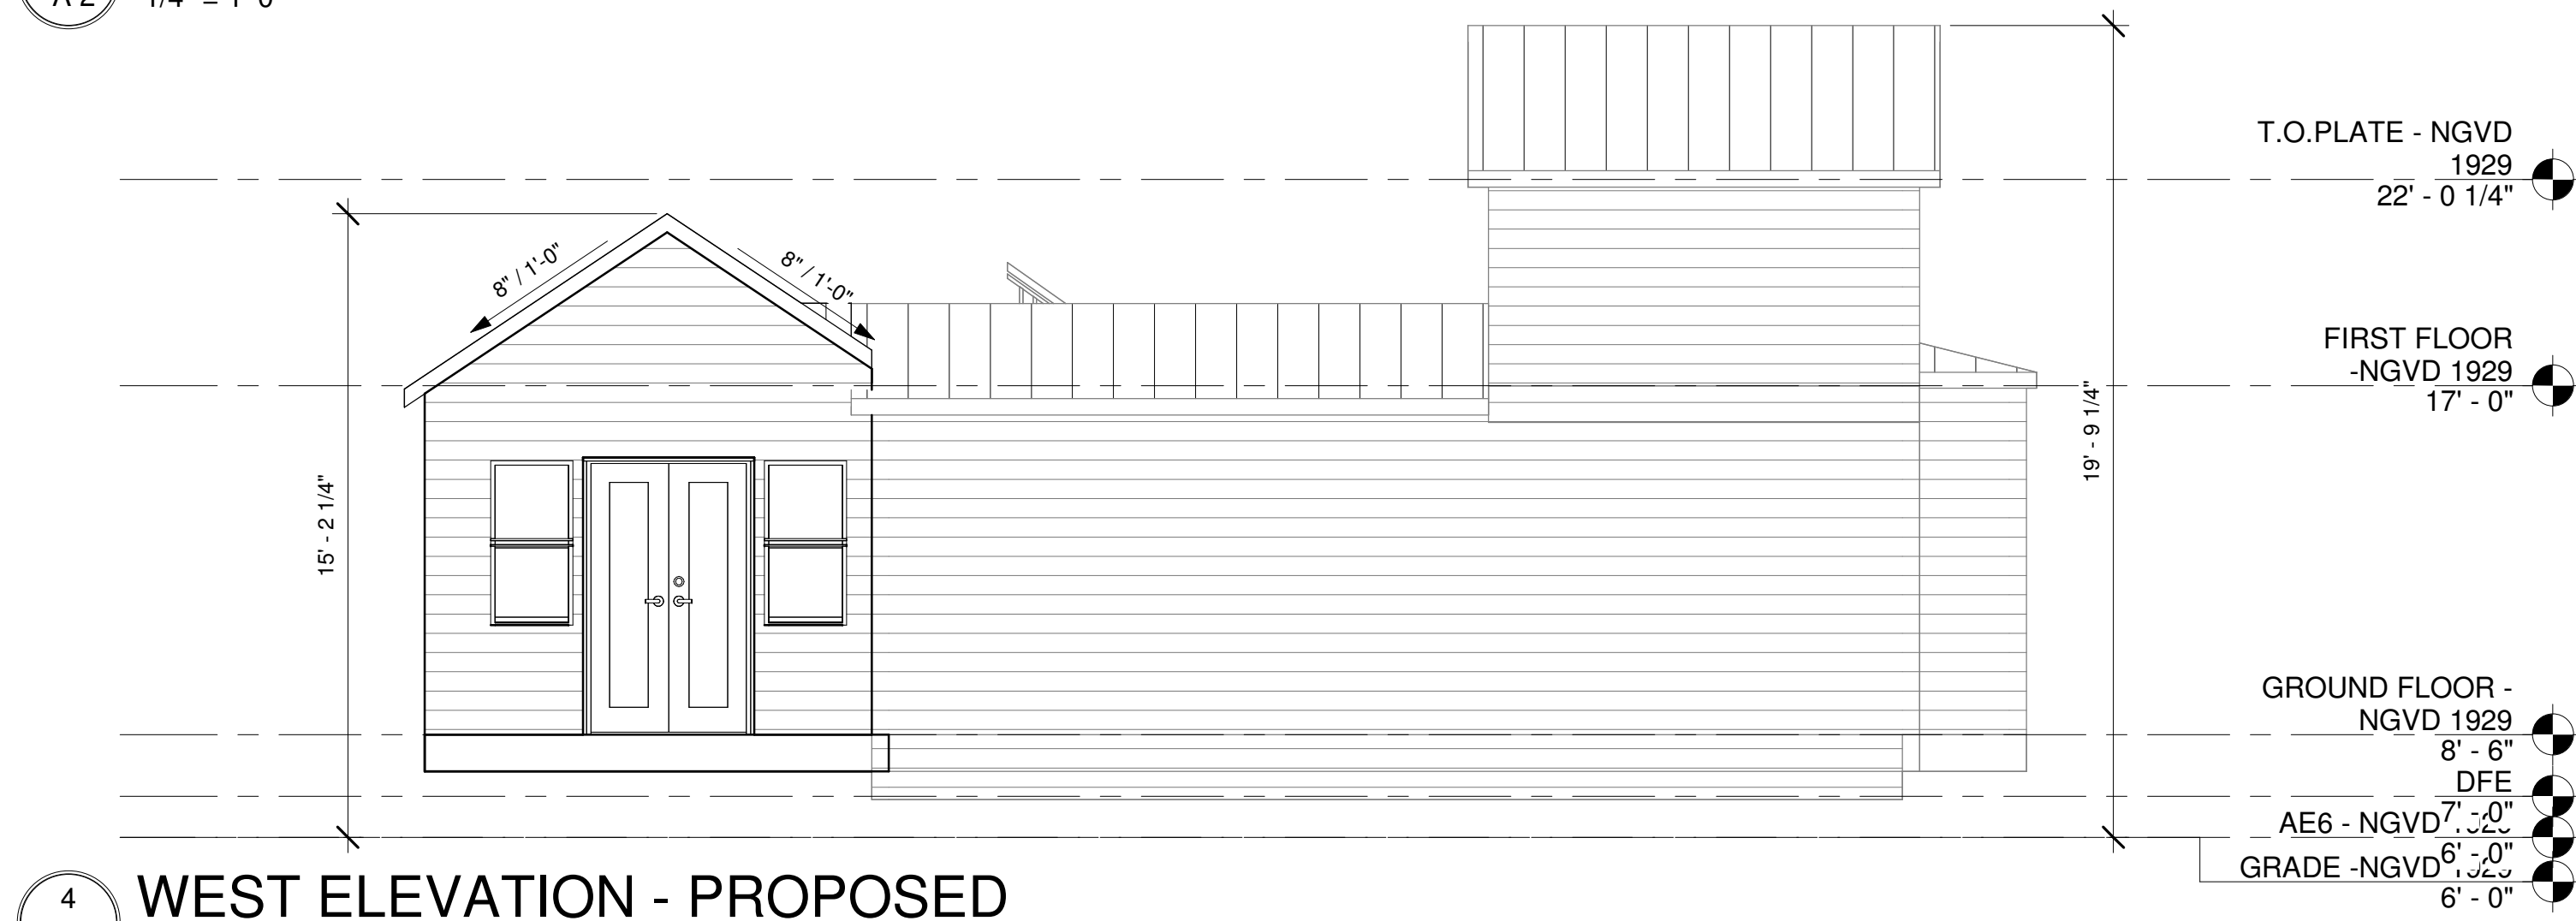 A-2
1/4" = 1'-0"
T.O.PLATE - NGVD
1929
22' - 0 1/4"
8" / 1'-0"
8" / 1'-0"
FIRST FLOOR
-NGVD 1929
17' - 0"
19' - 9 1/4"
15' - 2 1/4"
GROUND FLOOR -
NGVD 1929
8' - 6"
DFE
7' - 0"
AE6 - NGVD
6' - 0"
GRADE -NGVD
6' - 0"
4
WEST ELEVATION - PROPOSED